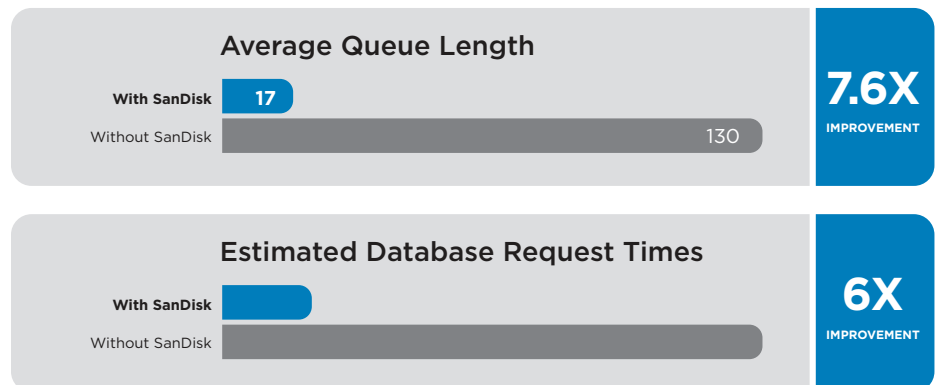 Average Queue Length
With SanDisk 17
Without SanDisk 130
7.6X
IMPROVEMENT
Estimated Database Request Times
With SanDisk
Without SanDisk
6X
IMPROVEMENT